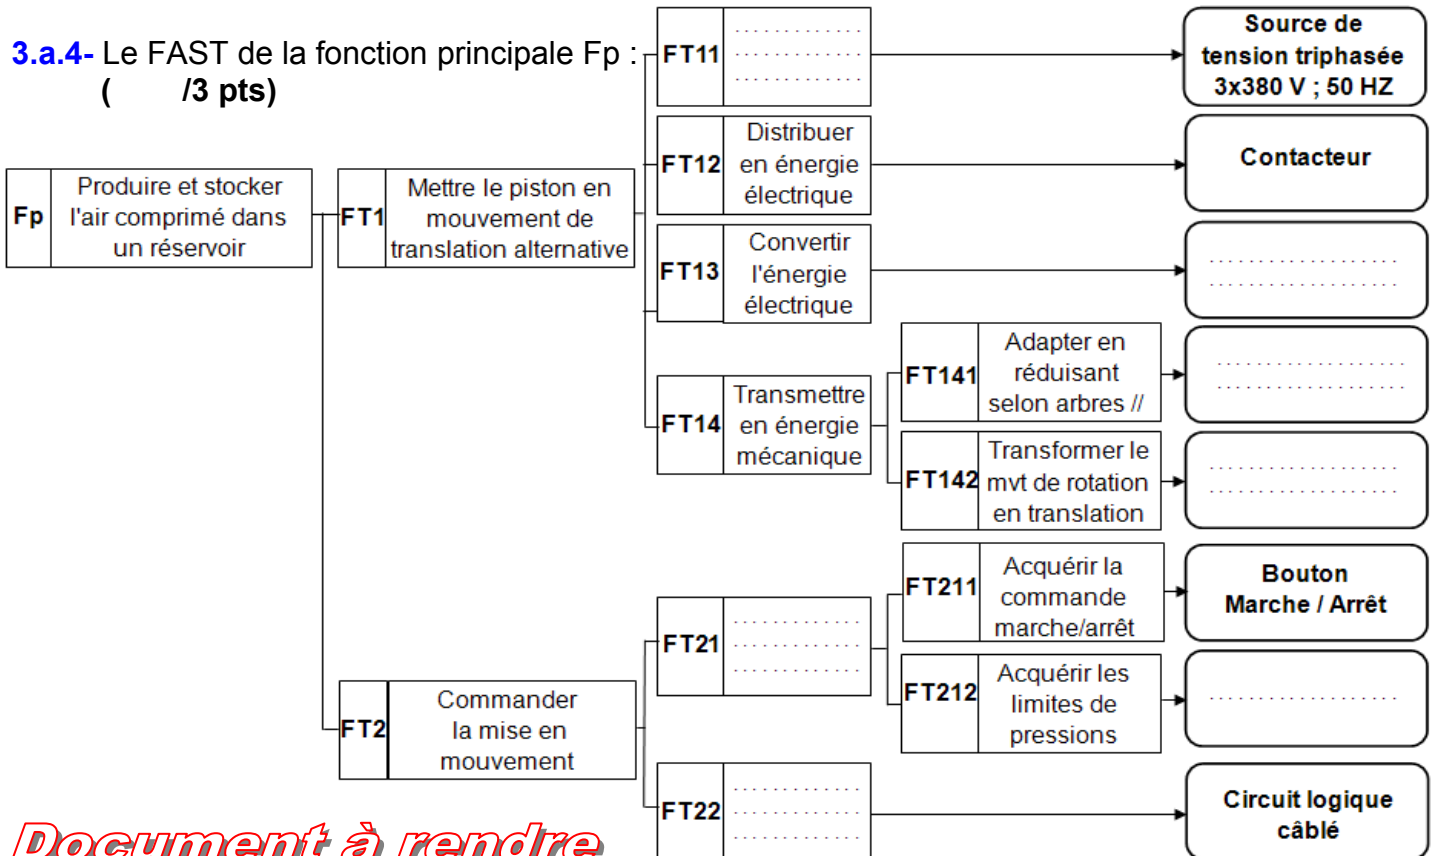 3.a.4- Le FAST de la fonction principale Fp :
(       /3 pts)
Fp
Produire et stocker
l'air comprimé dans
un réservoir
FT1
Mettre le piston en
mouvement de
translation alternative
FT11
. . . . . . . . . . . . .
. . . . . . . . . . . . .
. . . . . . . . . . . . .
Source de
tension triphasée
3x380 V ; 50 HZ
FT12
Distribuer
en énergie
électrique
Contacteur
FT13
Convertir
l'énergie
électrique
. . . . . . . . . . . . . . . . . . .
. . . . . . . . . . . . . . . . . . .
FT14
Transmettre
en énergie
mécanique
FT141
Adapter en
réduisant
selon arbres //
. . . . . . . . . . . . . . . . . . .
. . . . . . . . . . . . . . . . . . .
FT142
Transformer le
mvt de rotation
en translation
. . . . . . . . . . . . . . . . . . .
. . . . . . . . . . . . . . . . . . .
FT2
Commander
la mise en
mouvement
FT21
. . . . . . . . . . . . .
. . . . . . . . . . . . .
. . . . . . . . . . . . .
FT211
Acquérir la
commande
marche/arrêt
Bouton
Marche / Arrêt
FT212
Acquérir les
limites de
pressions
. . . . . . . . . . . . . . . . . . .
FT22
. . . . . . . . . . . . .
. . . . . . . . . . . . .
. . . . . . . . . . . . .
Circuit logique
câblé
Document à rendre